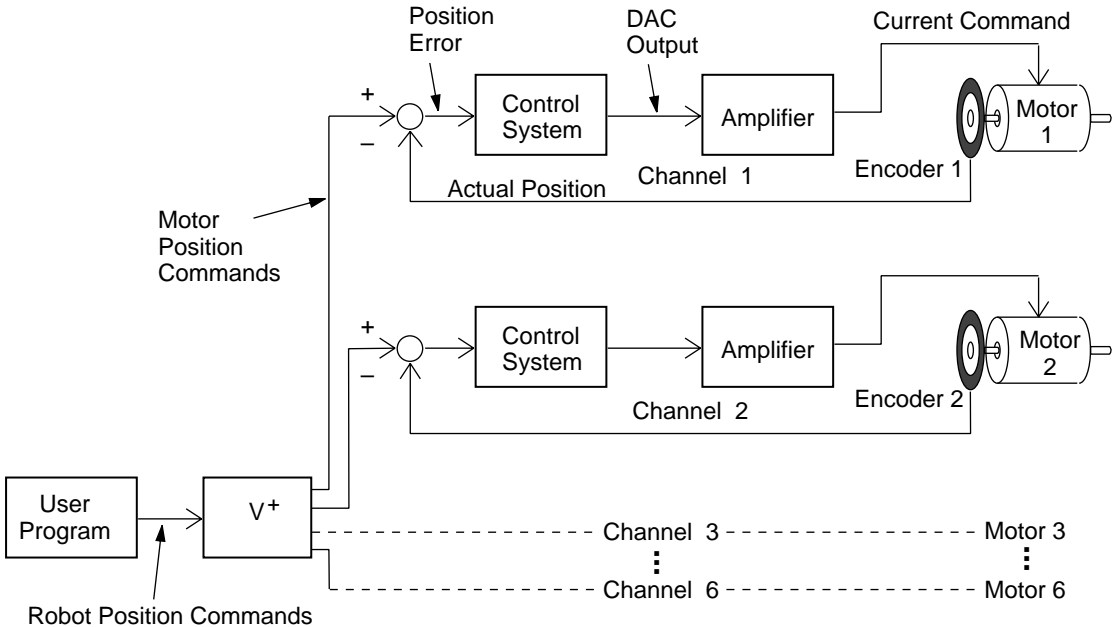 Position
Error
DAC
Output
Current Command
+
–
Control
System
Amplifier
Motor
1
Encoder 1
Channel 1
Actual Position
Motor
Position
Commands
+
–
Control
System
Amplifier
Motor
2
Encoder 2
Channel 2
User
Program
V+
Channel 3
Motor 3
Channel 6
Motor 6
Robot Position Commands